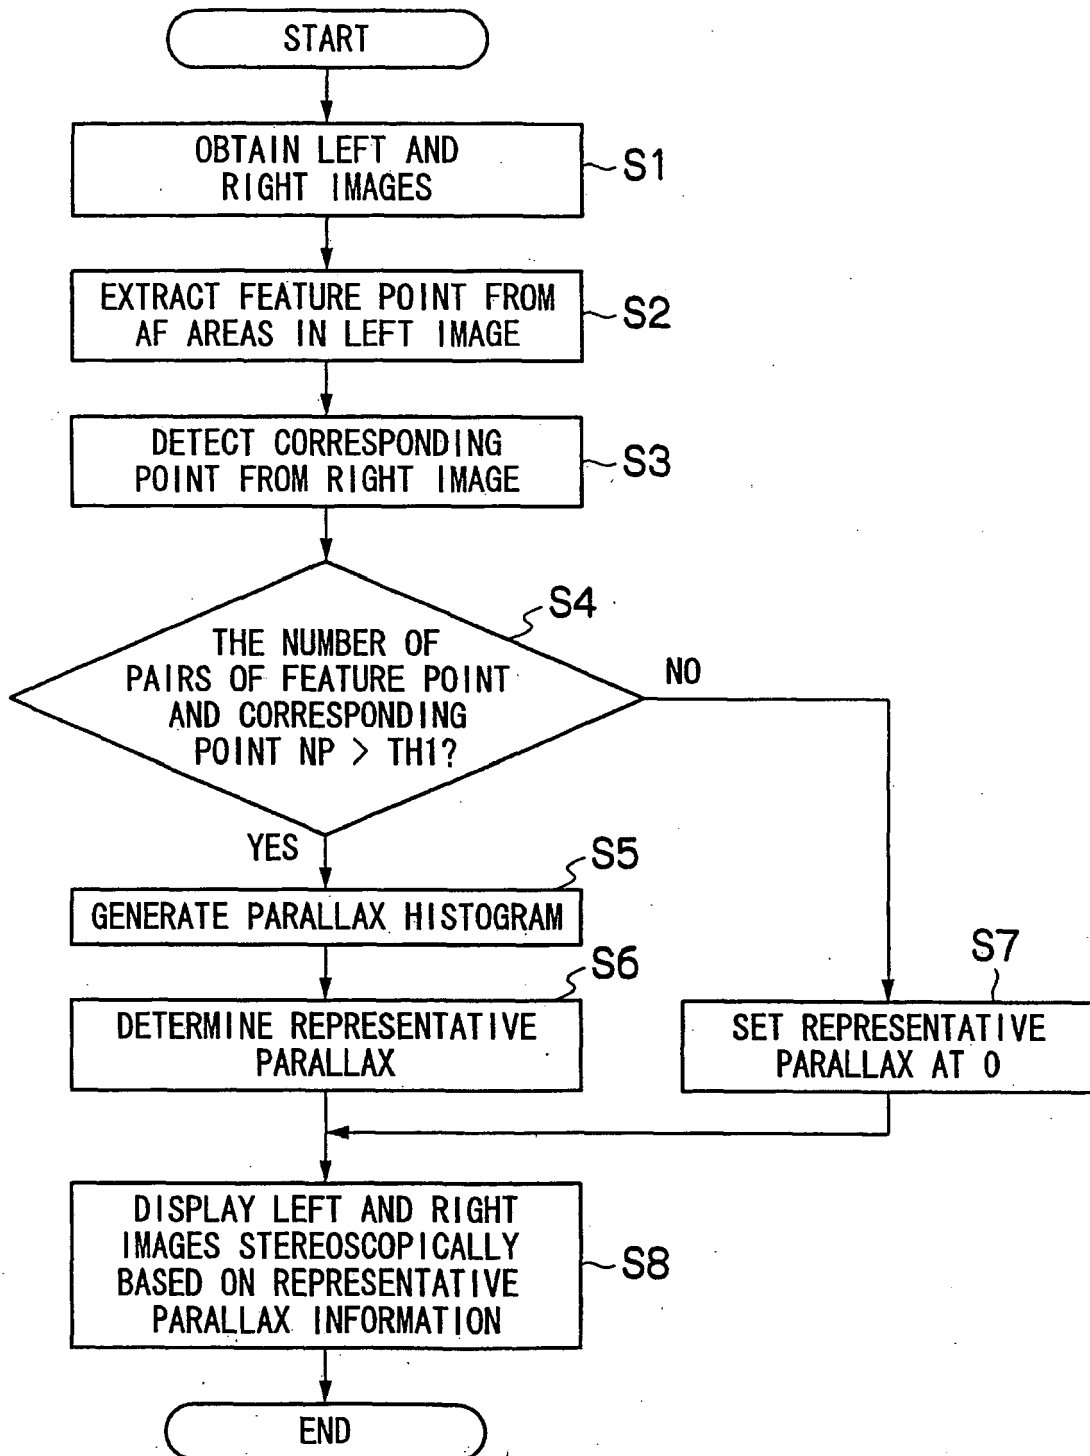 START
OBTAIN LEFT AND
RIGHT IMAGES
S1
EXTRACT FEATURE POINT FROM
AF AREAS IN LEFT IMAGE
S2
DETECT CORRESPONDING
POINT FROM RIGHT IMAGE
S3
S4
THE NUMBER OF
PAIRS OF FEATURE POINT
AND CORRESPONDING
POINT NP > TH1?
NO
YES
S5
GENERATE PARALLAX HISTOGRAM
S6
DETERMINE REPRESENTATIVE
PARALLAX
S7
SET REPRESENTATIVE
PARALLAX AT 0
DISPLAY LEFT AND RIGHT
IMAGES STEREOSCOPICALLY
BASED ON REPRESENTATIVE
PARALLAX INFORMATION
S8
END